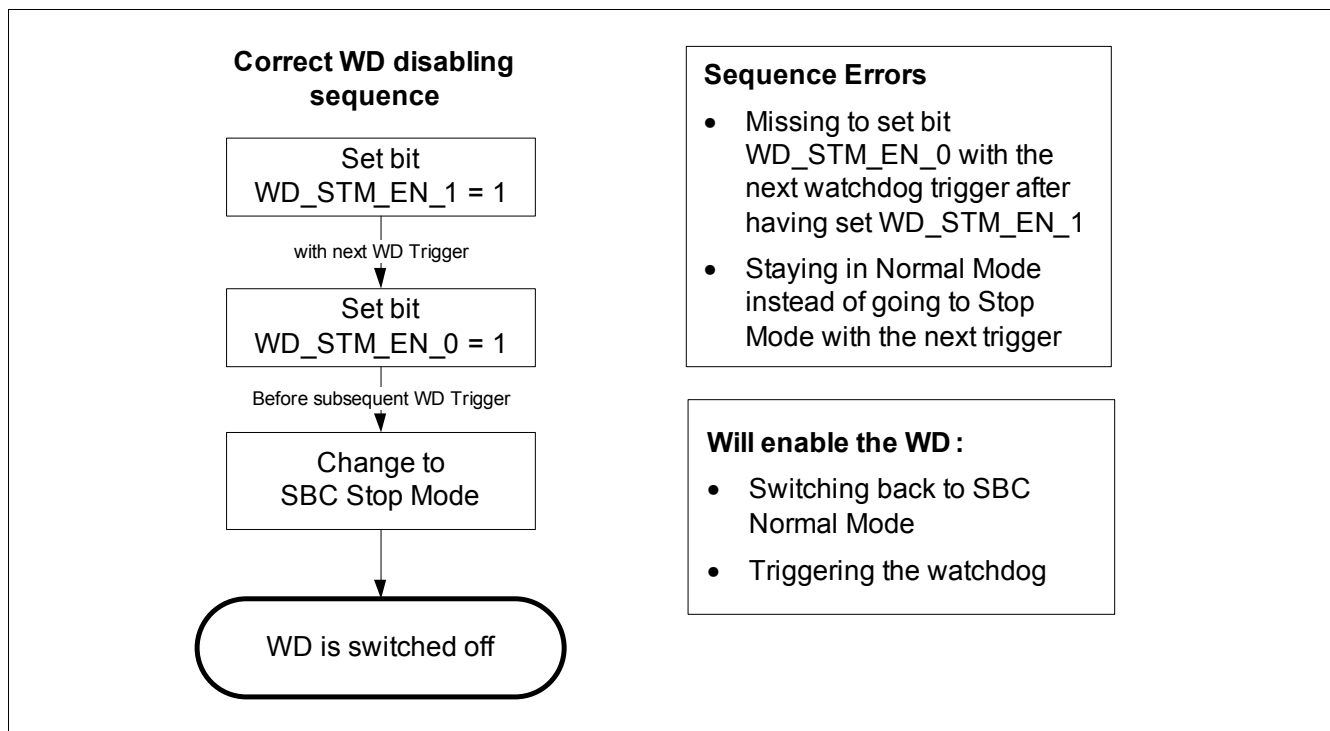 Correct WD disabling
sequence
Set bit
WD_STM_EN_1 = 1
with next WD Trigger
Set bit
WD_STM_EN_0 = 1
Before subsequent WD Trigger
Change to
SBC Stop Mode
WD is switched off
Sequence Errors
• Missing to set bit
WD_STM_EN_0 with the
next watchdog trigger after
having set WD_STM_EN_1
• Staying in Normal Mode
instead of going to Stop
Mode with the next trigger
Will enable the WD :
• Switching back to SBC
Normal Mode
• Triggering the watchdog